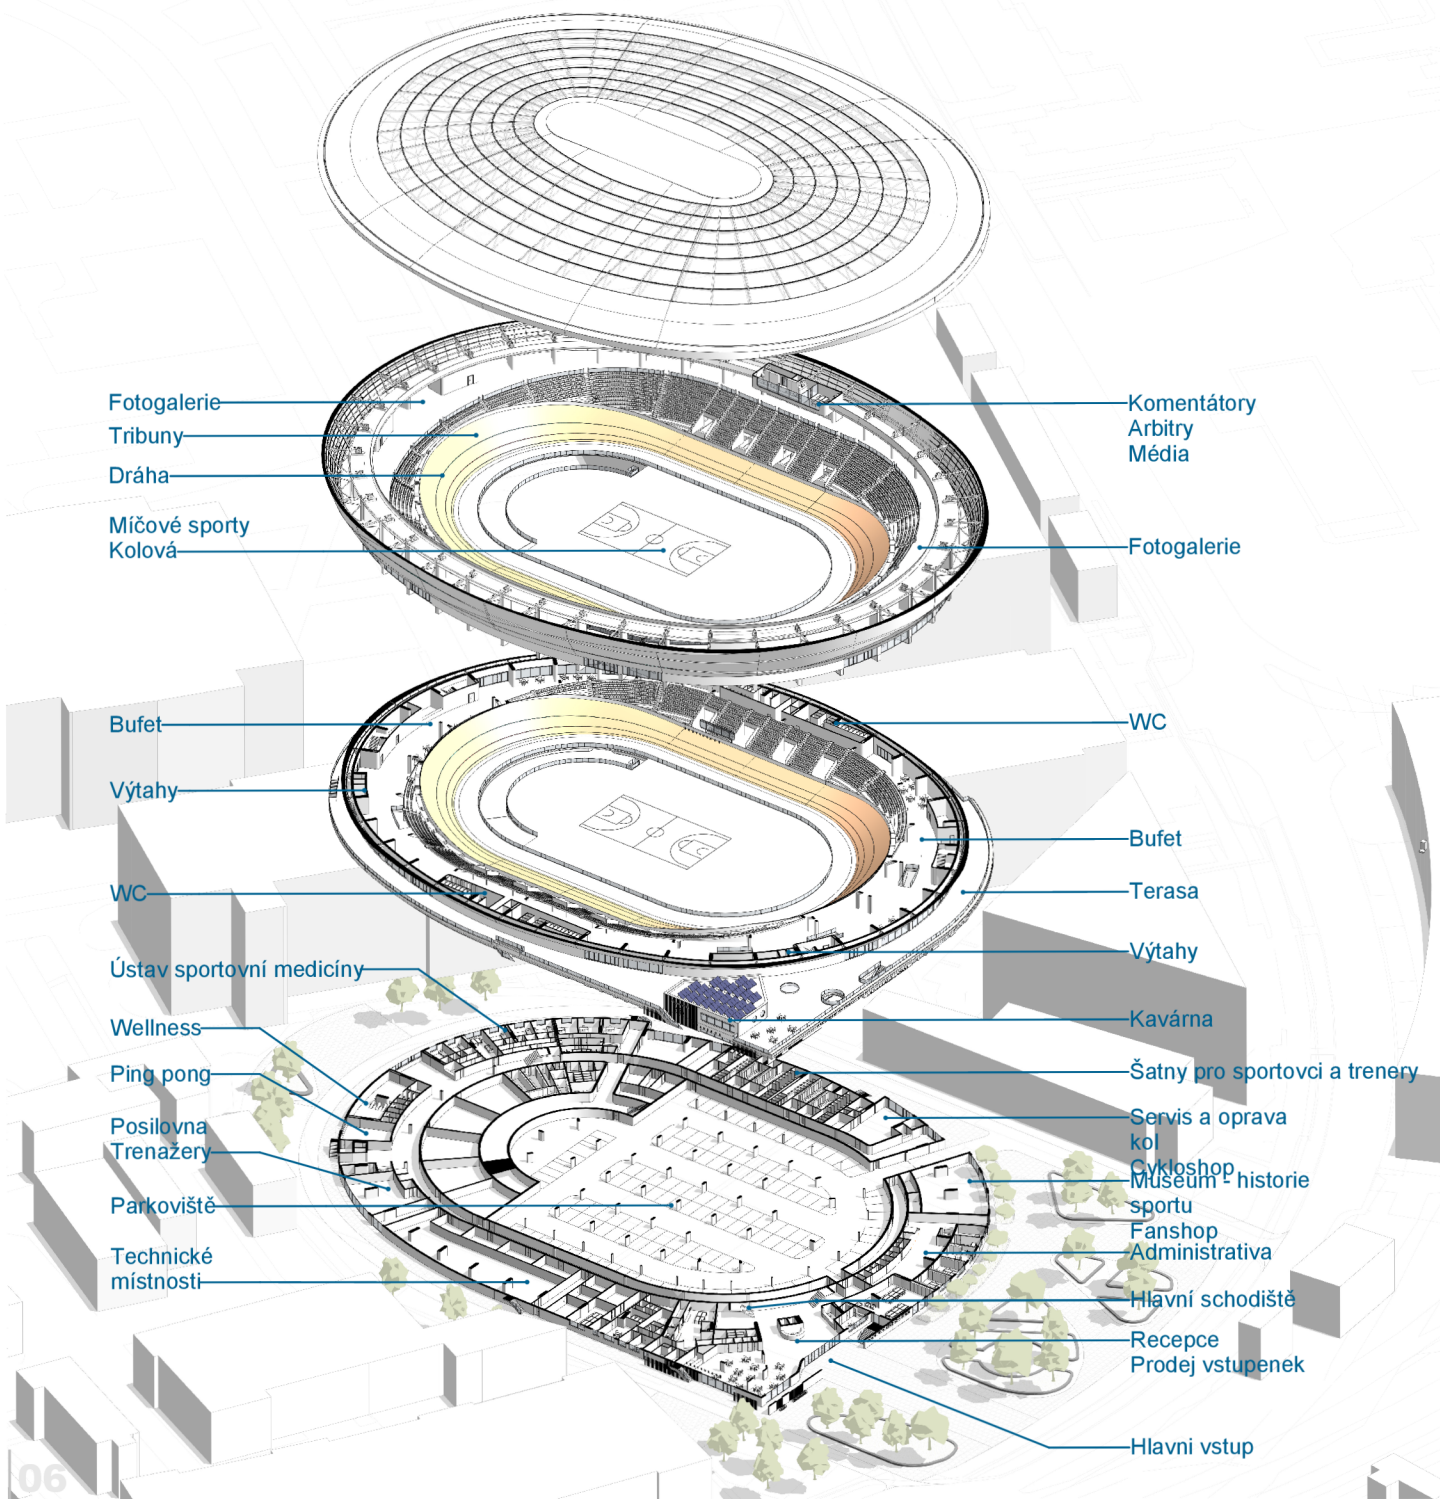 Fotogalerie
Tribuny
Dráha
Míčové sporty
Kolová
Bufet
Výtahy
WC
Ústav sportovní medicíny
Wellness
Ping pong
Posilovna
Trenažery
Parkoviště
Technické
místnosti
Komentátory
Arbitry
Média
Fotogalerie
WC
Bufet
Terasa
Výtahy
Kavárna
Šatny pro sportovci a trenery
Servis a oprava
kol
Cykloshop
Museum - historie
sportu
Fanshop
Administrativa
Hlavní schodiště
Recepce
Prodej vstupenek
Hlavni vstup
06